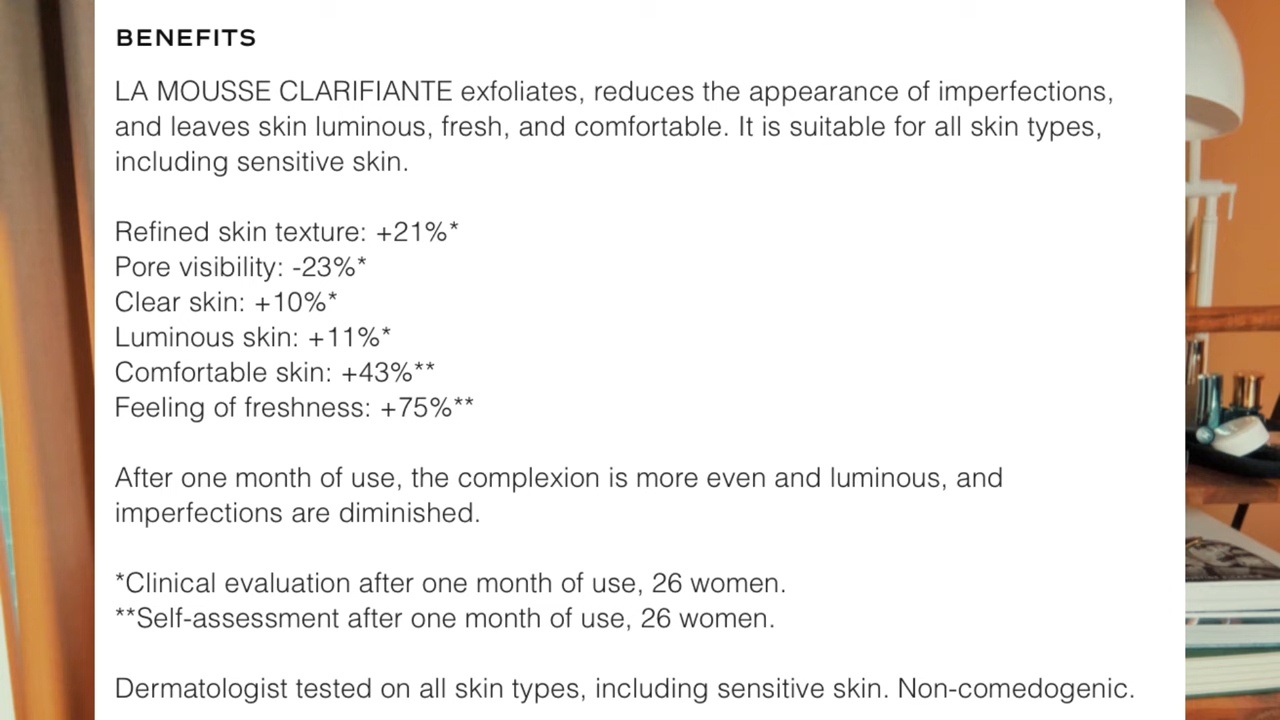 BENEFITS
LA MOUSSE CLARIFIANTE exfoliates, reduces the appearance of imperfections,
and leaves skin luminous, fresh, and comfortable. It is suitable for all skin types,
including sensitive skin.
Refined skin texture: +21%*
Pore visibility: -23%*
Clear skin: +10%*
Luminous skin: +11%*
Comfortable skin: +43%**
Feeling of freshness: +75%**
After one month of use, the complexion is more even and luminous, and
imperfections are diminished.
*Clinical evaluation after one month of use, 26 women.
**Self-assessment after one month of use, 26 women.
Dermatologist tested on all skin types, including sensitive skin. Non-comedogenic.